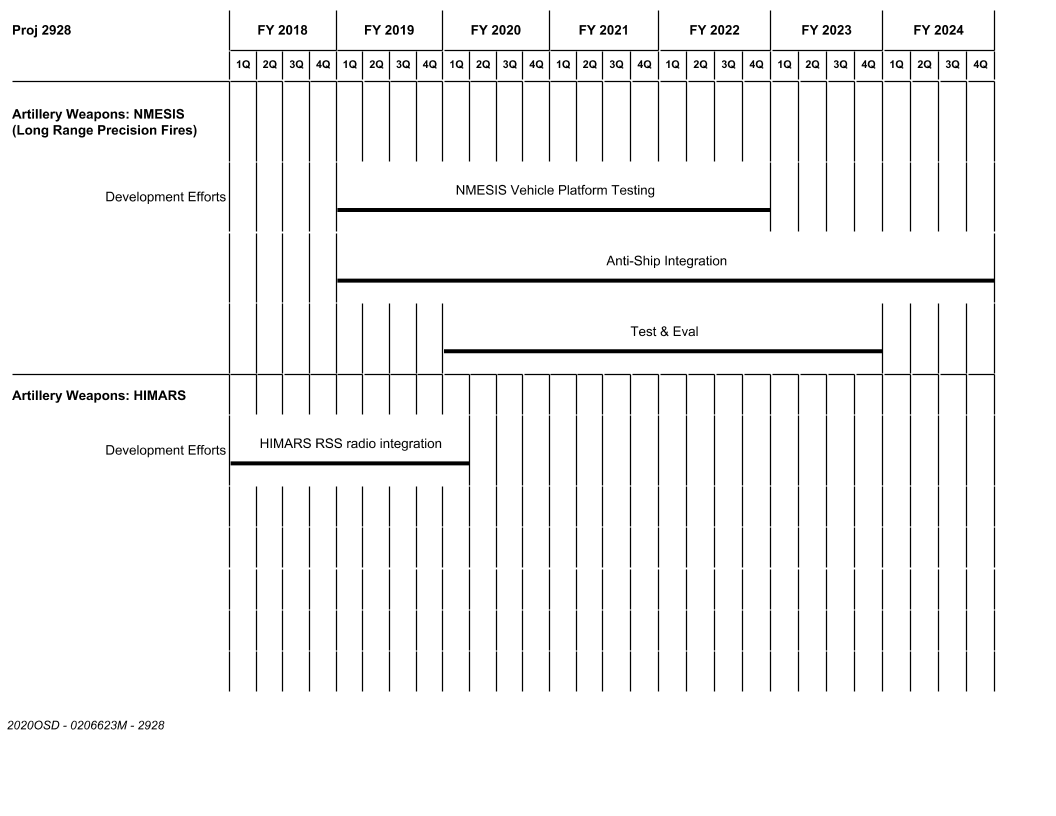 Proj 2928 FY 2018 FY 2019 FY 2020 FY 2021 FY 2022 FY 2023 FY 2024
1Q 2Q 3Q 4Q 1Q 2Q 3Q 4Q 1Q 2Q 3Q 4Q 1Q 2Q 3Q 4Q 1Q 2Q 3Q 4Q 1Q 2Q 3Q 4Q 1Q 2Q 3Q 4Q
Artillery Weapons: NMESIS
(Long Range Precision Fires)
Development Efforts NMESIS Vehicle Platform Testing
Anti-Ship Integration
Test & Eval
Artillery Weapons: HIMARS
Development Efforts HIMARS RSS radio integration
2020OSD - 0206623M - 2928